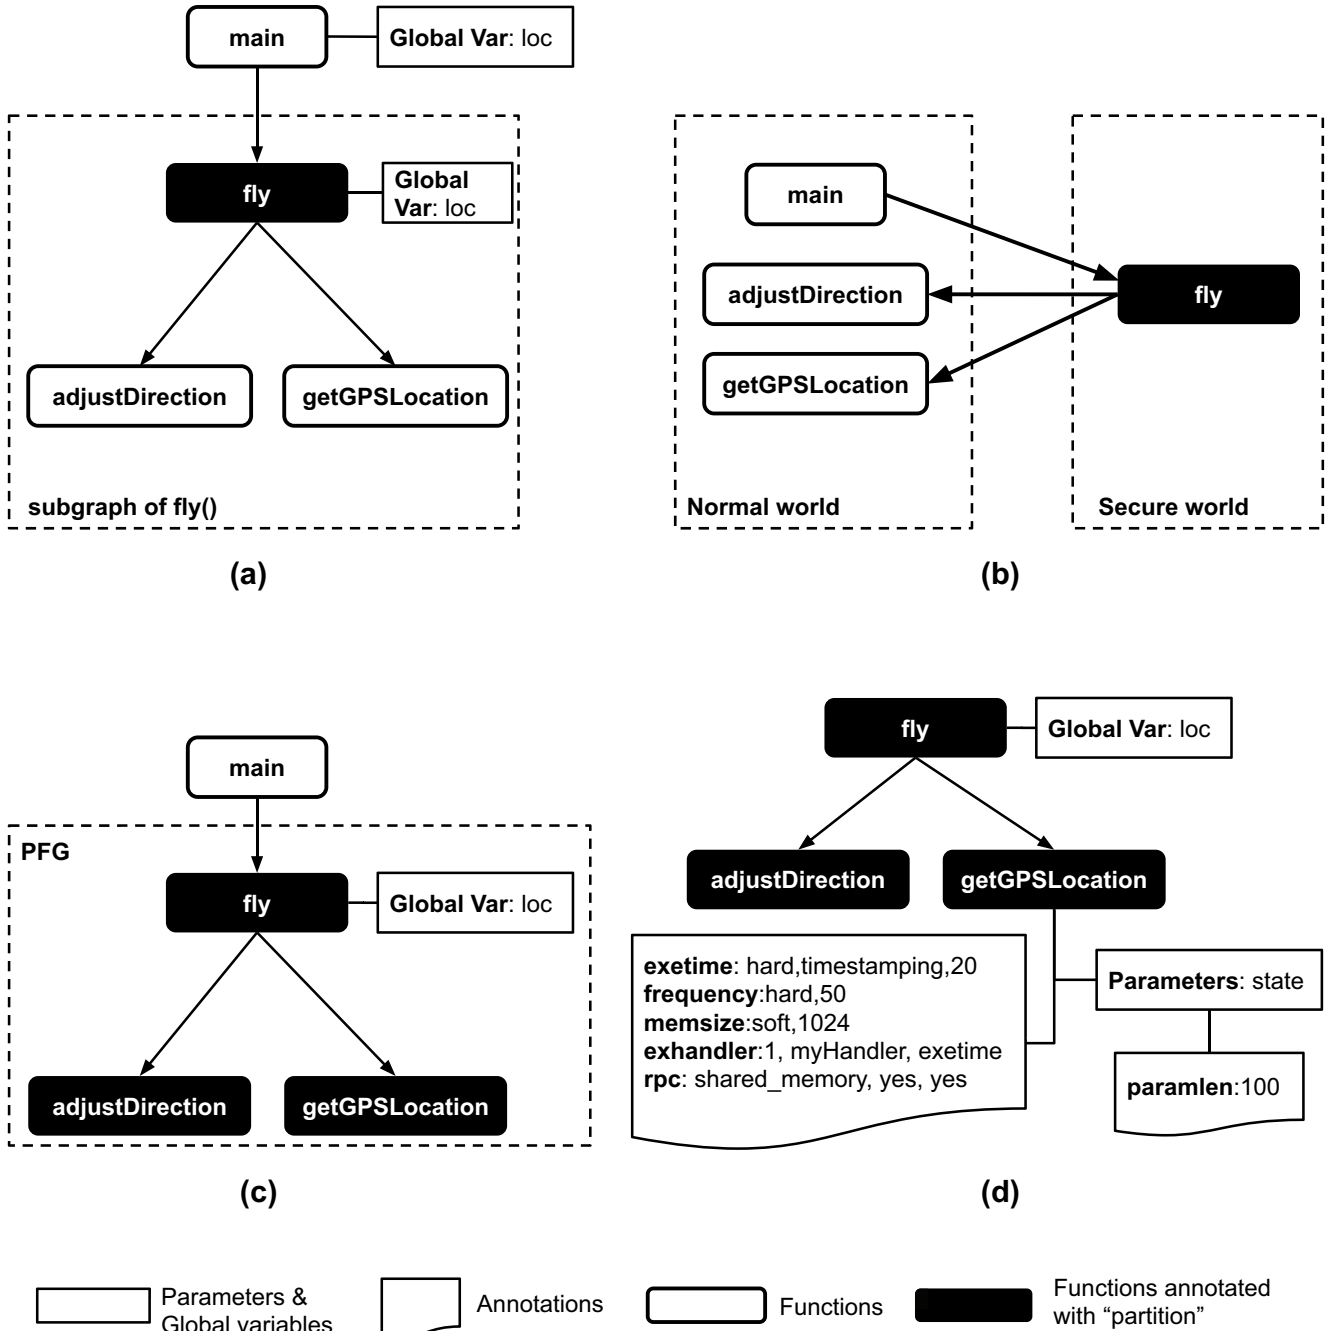 main
Global Var: loc
fly
Global
Var: loc
adjustDirection
getGPSLocation
subgraph of fly()
(a)
main
adjustDirection
getGPSLocation
fly
Normal world
Secure world
(b)
main
PFG
fly
Global Var: loc
adjustDirection
getGPSLocation
(c)
fly
Global Var: loc
adjustDirection
getGPSLocation
exetime: hard,timestamping,20
frequency:hard,50
memsize:soft,1024
exhandler:1, myHandler, exetime
rpc: shared_memory, yes, yes
Parameters: state
paramlen:100
(d)
Parameters &
Global variables
Annotations
Functions
Functions annotated
with “partition”